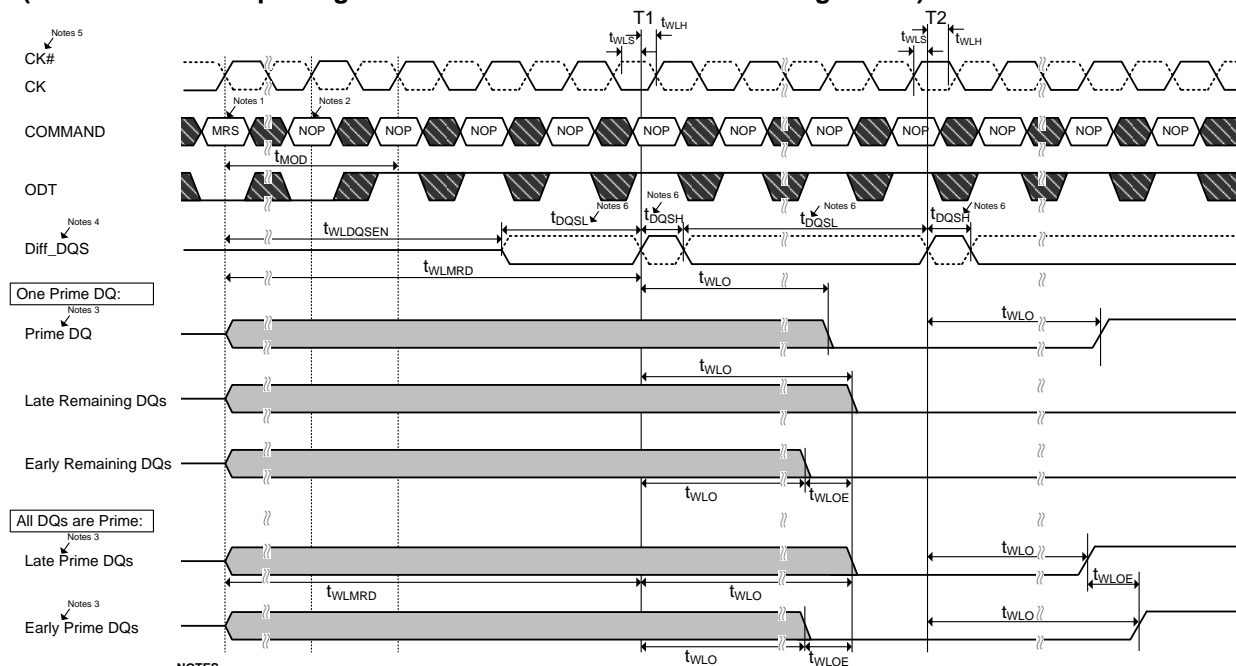 T1
T2
tWLS
tWLH
tWLS
tWLH
Notes 5
CK#
CK
Notes 1
Notes 2
COMMAND
MRS
NOP
NOP
NOP
NOP
NOP
NOP
NOP
NOP
NOP
NOP
NOP
tMOD
ODT
Notes 6
Notes 6
Notes 6
Notes 6
tDQSL
tDQSH
tDQSL
tDQSH
Notes 4
Diff_DQS
tWLDQSEN
tWLMRD
tWLO
One Prime DQ:
Notes 3
Prime DQ
tWLO
tWLO
Late Remaining DQs
Early Remaining DQs
tWLO
tWLOE
All DQs are Prime:
Notes 3
Late Prime DQs
tWLO
tWLMRD
tWLO
tWLOE
Notes 3
Early Prime DQs
tWLO
tWLO
tWLOE
NOTES